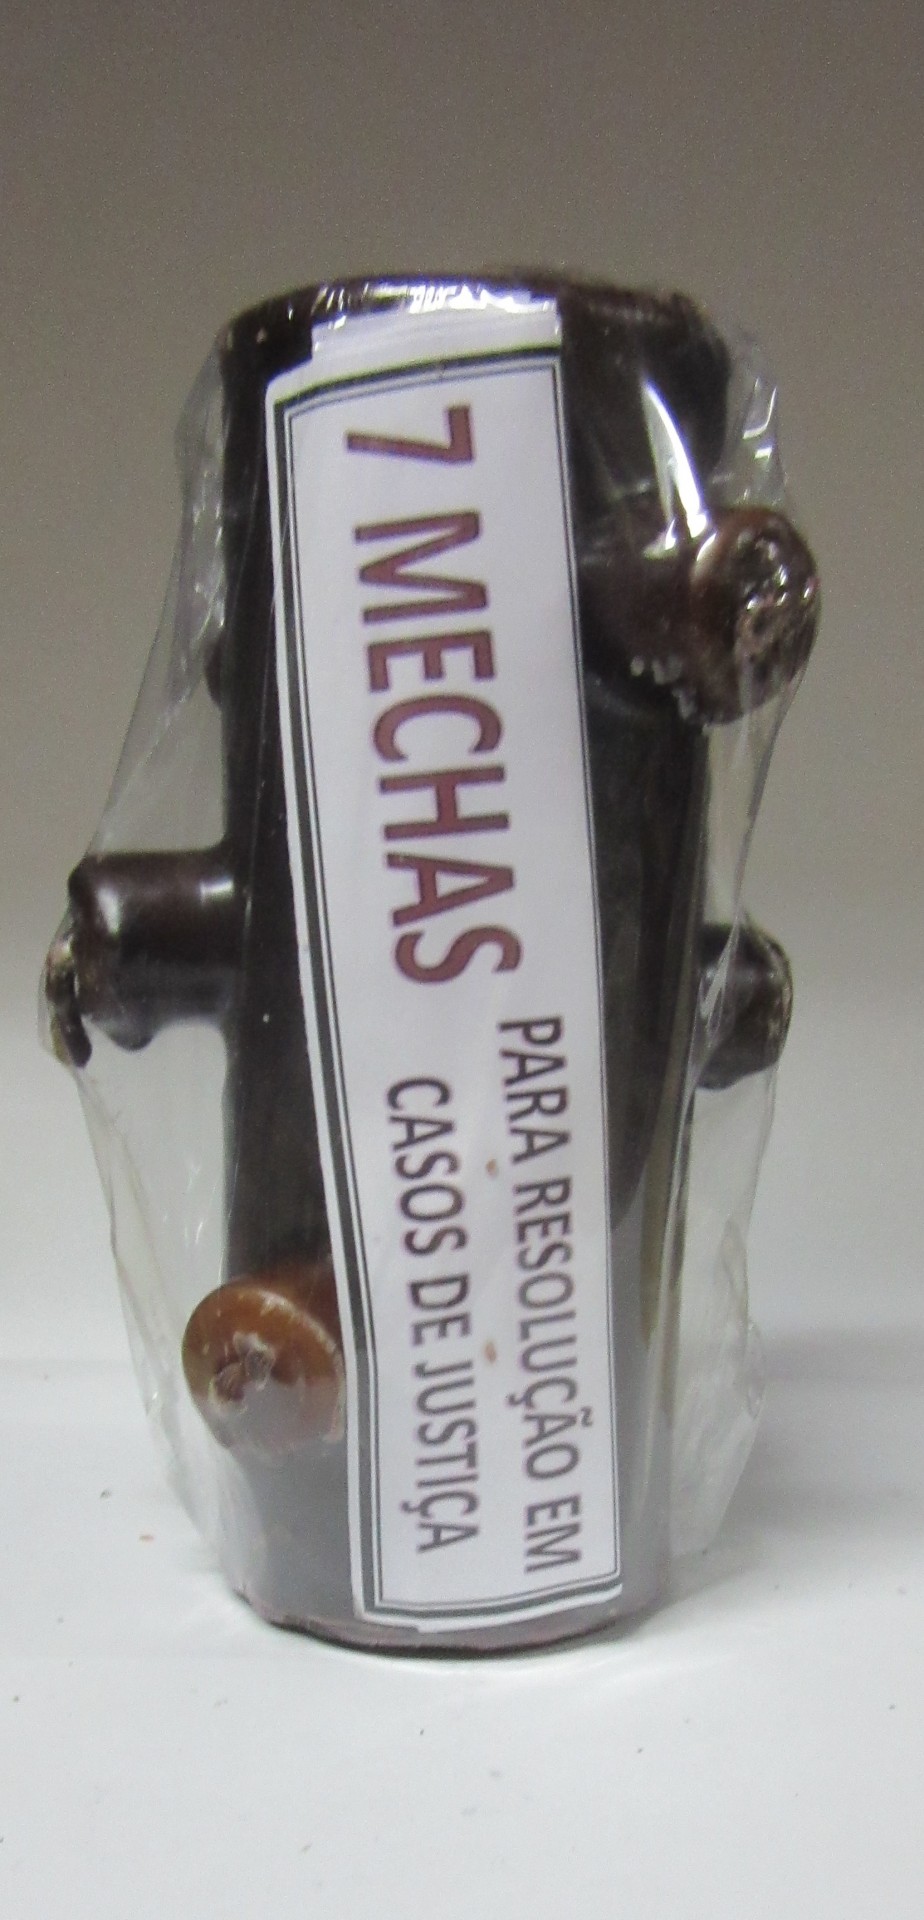 7 MECHAS
PARA RESOLUÇÃO EM
CASOS DE JUSTIÇA